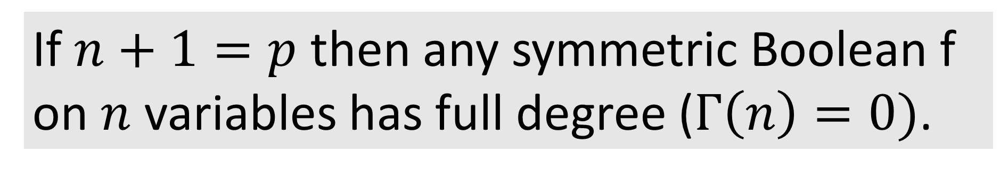 If n + 1 = p then any symmetric Boolean f
on n variables has full degree (Γ(n) = 0).